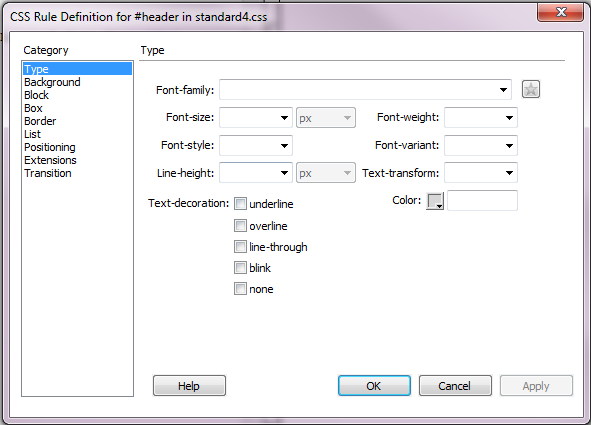 CSS Rule Definition for #header in standard4.css
Category
Type
Background
Block
Box
Border
List
Positioning
Extensions
Transition
Type
Font-family:
Font-size: px Font-weight:
Font-style: Font-variant:
Line-height: px Text-transform:
Text-decoration: underline Color:
overline
line-through
blink
none
Help OK Cancel Apply